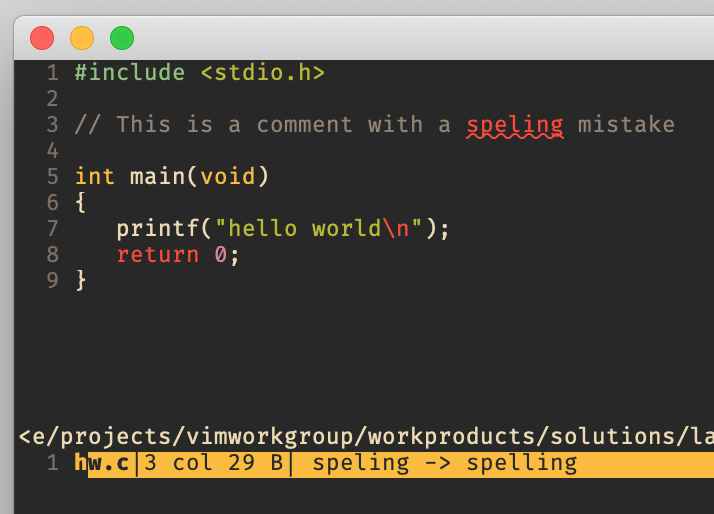 1 #include <stdio.h>
2
3 // This is a comment with a speling mistake
4
5 int main(void)
6 {
7    printf("hello world\n");
8    return 0;
9 }
<e/projects/vimworkgroup/workproducts/solutions/la
1 hw.c|3 col 29 B| speling -> spelling